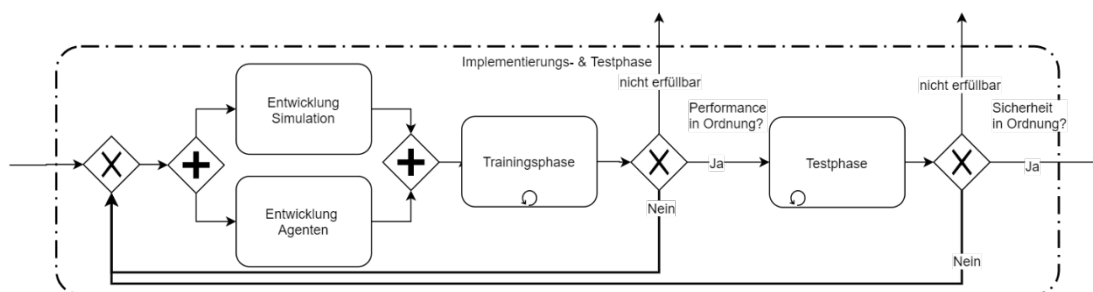 Implementierungs- & Testphase
nicht erfüllbar
nicht erfüllbar
Entwicklung
Simulation
Performance
in Ordnung?
Sicherheit
in Ordnung?
Trainingsphase
Ja
Testphase
Ja
Entwicklung
Agenten
Nein
Nein